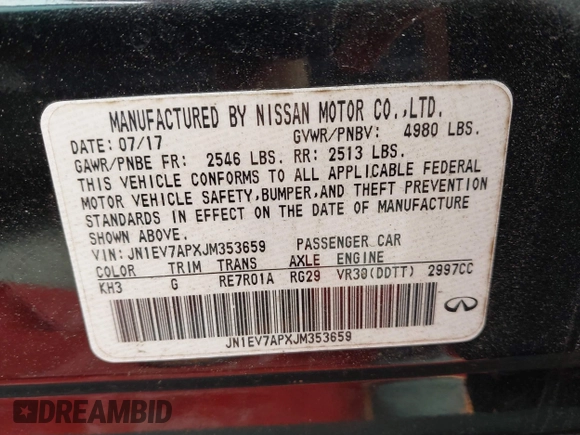 MANUFACTURED BY NISSAN MOTOR CO.,LTD.
DATE: 07/17 GVWR/PNBV: 4980 LBS.
GAWR/PNBE FR: 2546 LBS. RR: 2513 LBS.
THIS VEHICLE CONFORMS TO ALL APPLICABLE FEDERAL
MOTOR VEHICLE SAFETY,BUMPER,AND THEFT PREVENTION
STANDARDS IN EFFECT ON THE DATE OF MANUFACTURE
SHOWN ABOVE.
VIN: JN1EV7APXJM353659 PASSENGER CAR
COLOR TRIM TRANS AXLE ENGINE
KH3 G RE7R01A RG29 VR30(DDTT) 2997CC
JN1EV7APXJM353659
DREAMBID